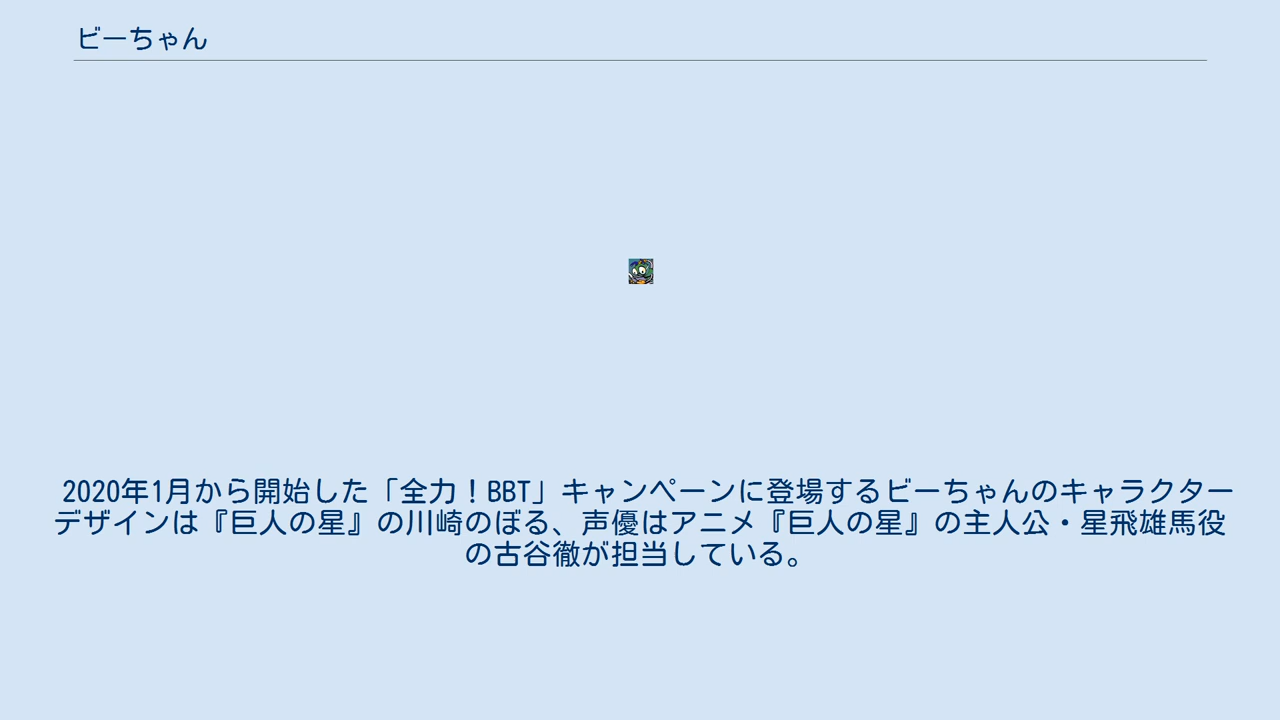 ビーちゃん
2020年1月から開始した「全力！BBT」キャンペーンに登場するビーちゃんのキャラクター
デザインは『巨人の星』の川崎のぼる、声優はアニメ『巨人の星』の主人公・星飛雄馬役
の古谷徹が担当している。